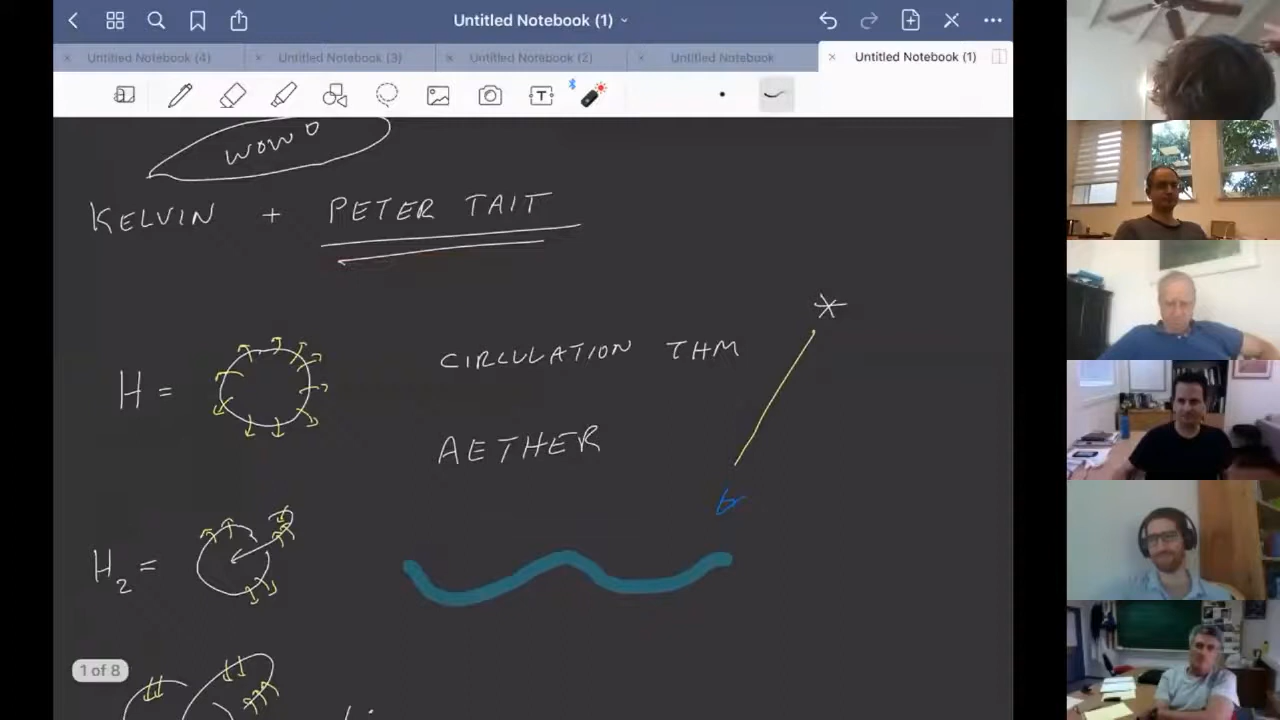 Untitled Notebook (1)
Untitled Notebook (4)
Untitled Notebook (3)
Untitled Notebook (2)
Untitled Notebook
Untitled Notebook (1)
T
WOW
KELVIN + PETER TAIT
CIRCULATION THM
H =
AETHER
H2 =
1 of 8